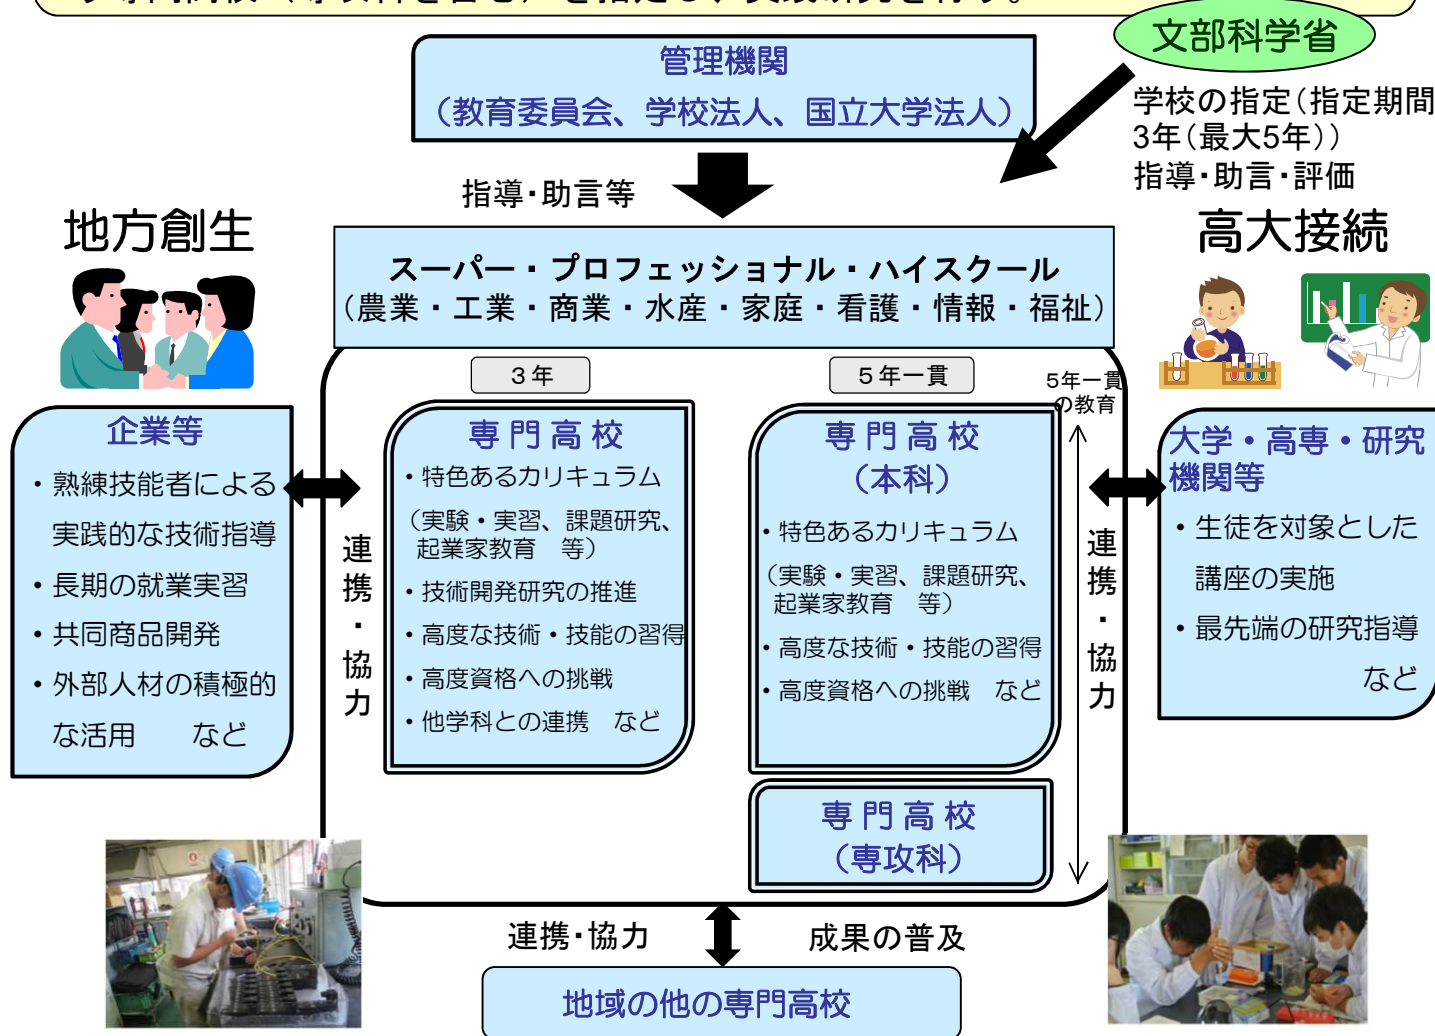 を指定し、実践研究を行う。
文部科学省
管理機関
（教育委員会、学校法人、国立大学法人）
学校の指定（指定期間
3年（最大5年））
指導・助言・評価
指導・助言等
地方創生
高大接続
スーパー・プロフェッショナル・ハイスクール
（農業・工業・商業・水産・家庭・看護・情報・福祉）
３年
５年一貫
5年一貫
の教育
企業等
・熟練技能者による
実践的な技術指導
・長期の就業実習
・共同商品開発
・外部人材の積極的
な活用　など
連携・協力
専門高校
・特色あるカリキュラム
（実験・実習、課題研究、
起業家教育　等）
・技術開発研究の推進
・高度な技術・技能の習得
・高度資格への挑戦
・他学科との連携　など
専門高校
（本科）
・特色あるカリキュラム
（実験・実習、課題研究、
起業家教育　等）
・高度な技術・技能の習得
・高度資格への挑戦　など
専門高校
（専攻科）
連携・協力
大学・高専・研究
機関等
・生徒を対象とした
講座の実施
・最先端の研究指導
など
連携・協力
成果の普及
地域の他の専門高校